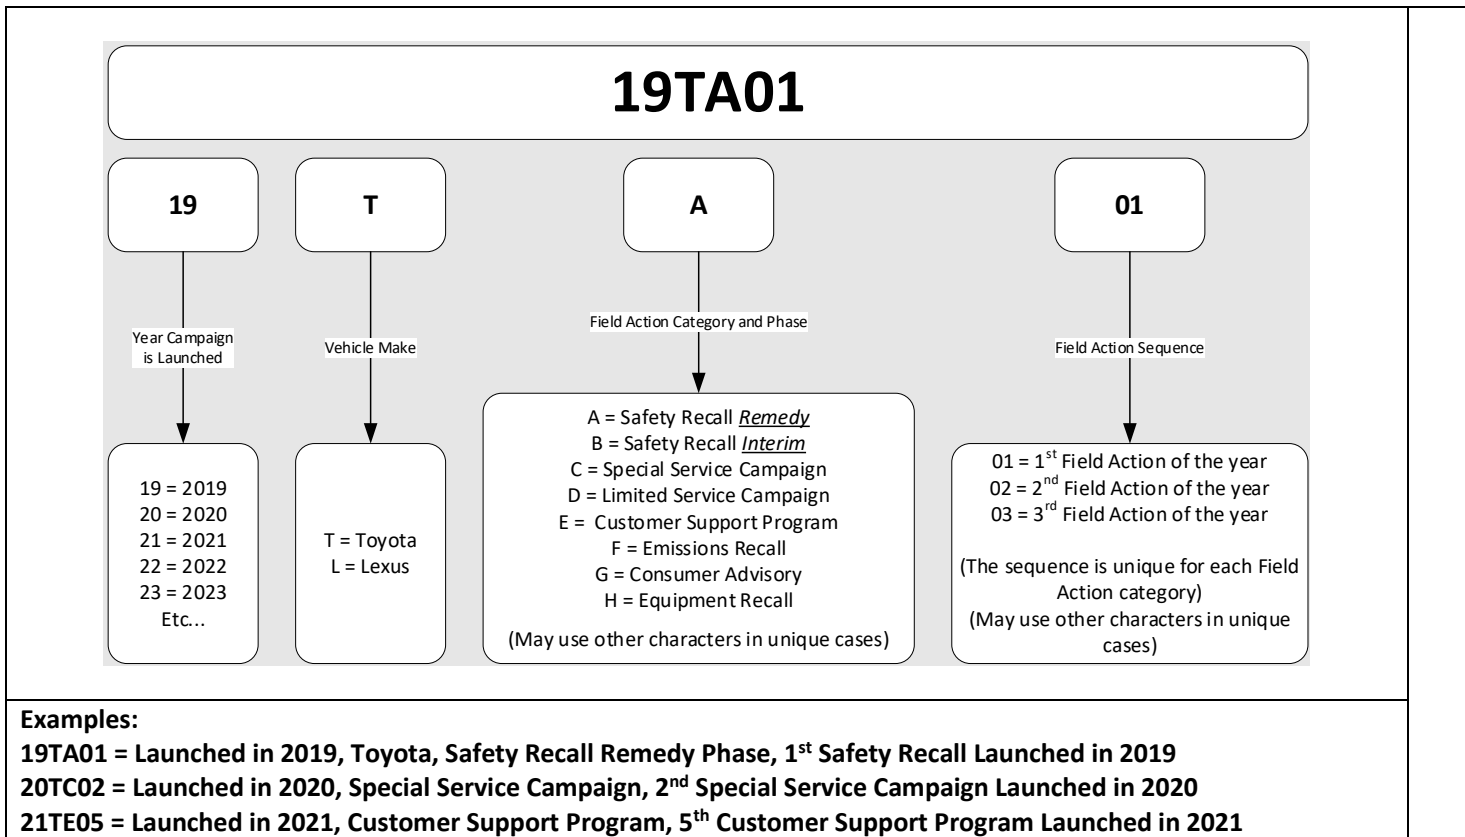 19TA01
19
T
A
01
Year Campaign
is Launched
Vehicle Make
Field Action Category and Phase
Field Action Sequence
19 = 2019
20 = 2020
21 = 2021
22 = 2022
23 = 2023
Etc...
T = Toyota
L = Lexus
A = Safety Recall Remedy
B = Safety Recall Interim
C = Special Service Campaign
D = Limited Service Campaign
E =  Customer Support Program
F = Emissions Recall
G = Consumer Advisory
H = Equipment Recall
(May use other characters in unique cases)
01 = 1st Field Action of the year
02 = 2nd Field Action of the year
03 = 3rd Field Action of the year
(The sequence is unique for each Field
Action category)
(May use other characters in unique
cases)
Examples:
19TA01 = Launched in 2019, Toyota, Safety Recall Remedy Phase, 1st Safety Recall Launched in 2019
20TC02 = Launched in 2020, Special Service Campaign, 2nd Special Service Campaign Launched in 2020
21TE05 = Launched in 2021, Customer Support Program, 5th Customer Support Program Launched in 2021